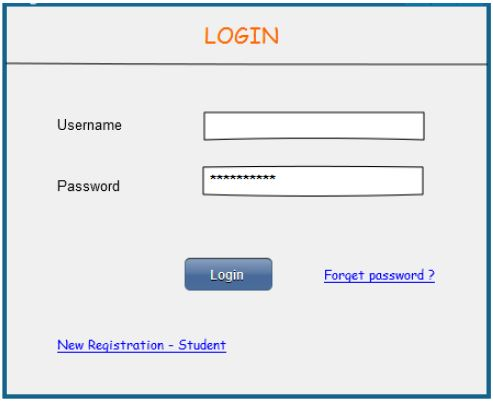 LOGIN
Username
Password
**********
Login
Forget password ?
New Registration - Student